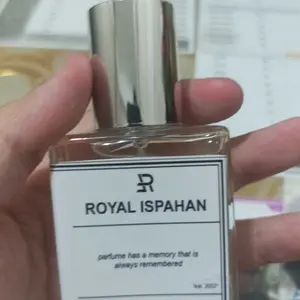 R
ROYAL ISPAHAN
perfume has a memory that is
always remembered